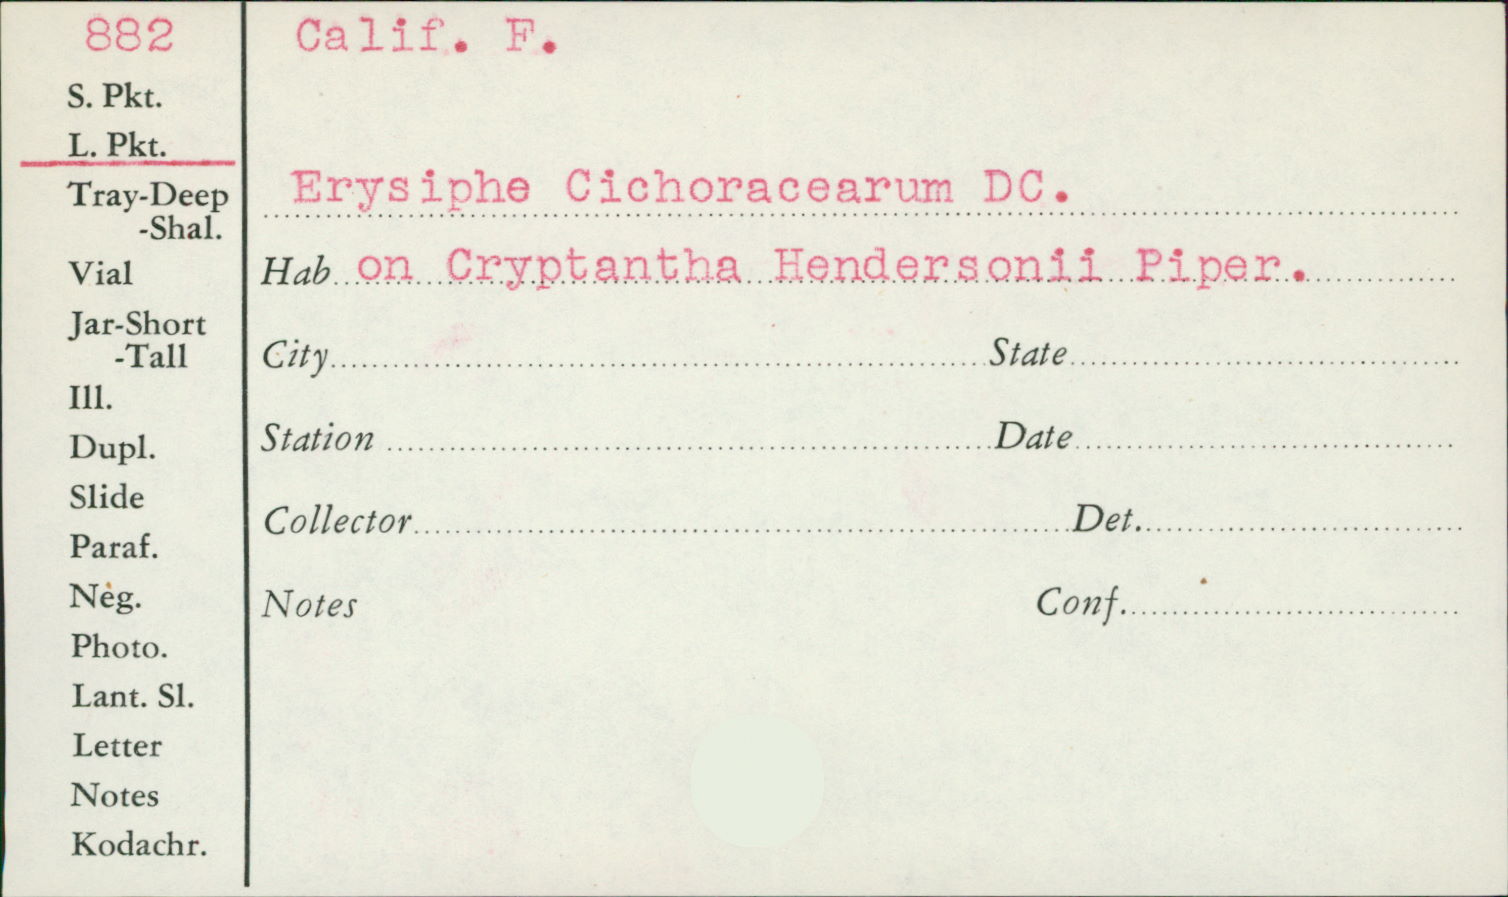 882
S. Pkt.
L. Pkt.
Tray-Deep
-Shal.
Vial
Jar-Short
-Tall
Ill.
Dupl.
Slide
Paraf.
Neg.
Photo.
Lant. Sl.
Letter
Notes
Kodachr.
Calif. F.
Erysiphe Cichoracearum DC.
Hab on Cryptantha Hendersonii Piper.
City State
Station Date
Collector Det.
Notes Conf.